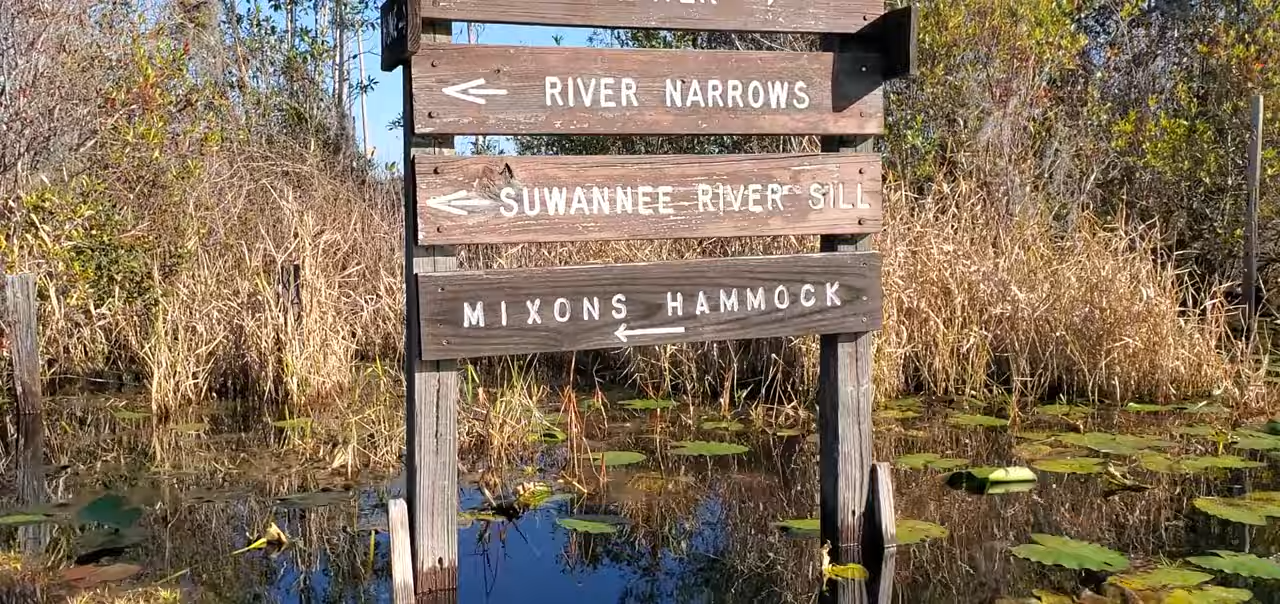 ← RIVER NARROWS
← SUWANNEE RIVER SILL
MIXONS HAMMOCK
←